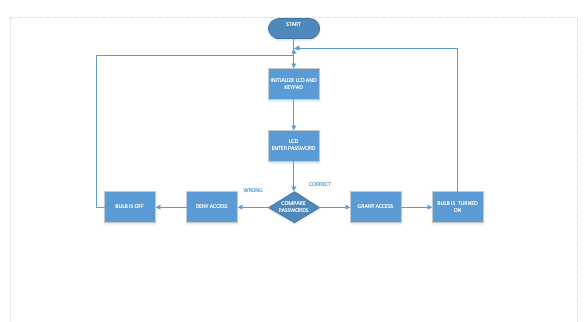 START
INITIALIZE LCD AND
KEYPAD
LCD
ENTER PASSWORD
CORRECT
WRONG
BULB IS OFF
DENY ACCESS
COMPARE
PASSWORDS
GRANT ACCESS
BULB IS TURNED
ON